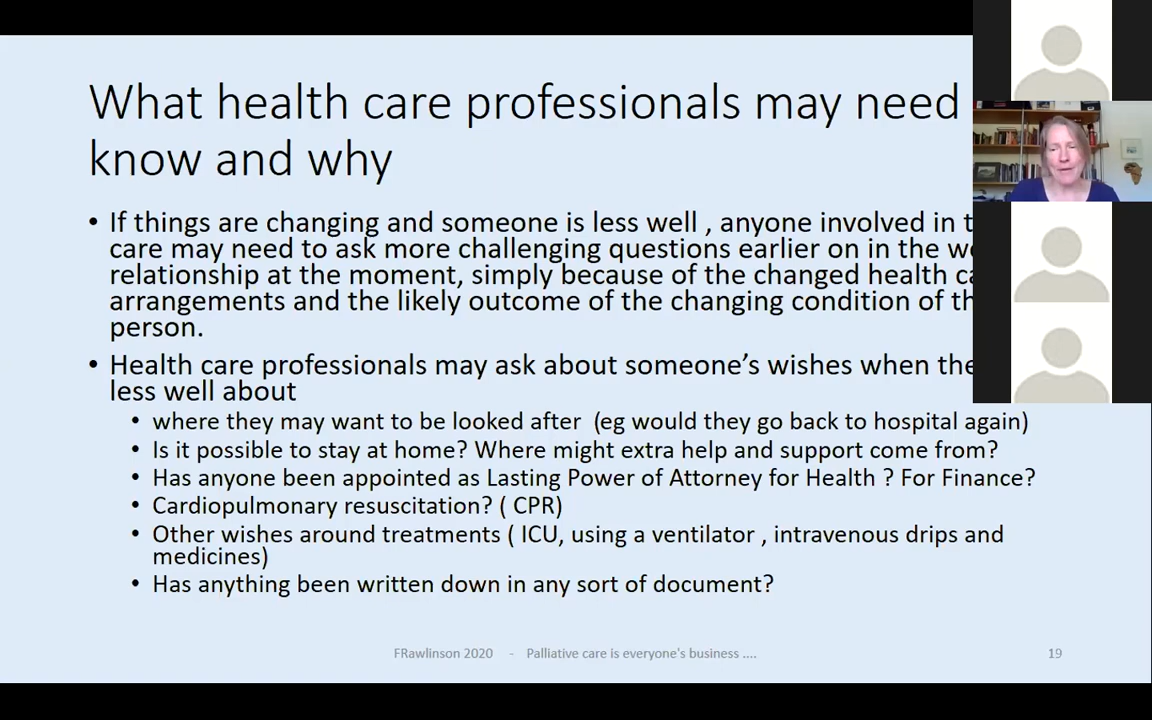 What health care professionals may need
know and why
• If things are changing and someone is less well , anyone involved in
care may need to ask more challenging questions earlier on in the
relationship at the moment, simply because of the changed health
arrangements and the likely outcome of the changing condition of
person.
• Health care professionals may ask about someone's wishes when
less well about
• where they may want to be looked after (eg would they go back to hospital again)
• Is it possible to stay at home? Where might extra help and support come from?
• Has anyone been appointed as Lasting Power of Attorney for Health ? For Finance?
• Cardiopulmonary resuscitation? ( CPR)
• Other wishes around treatments ( ICU, using a ventilator , intravenous drips and
medicines)
• Has anything been written down in any sort of document?
FRawlinson 2020 - Palliative care is everyone's business ....
19